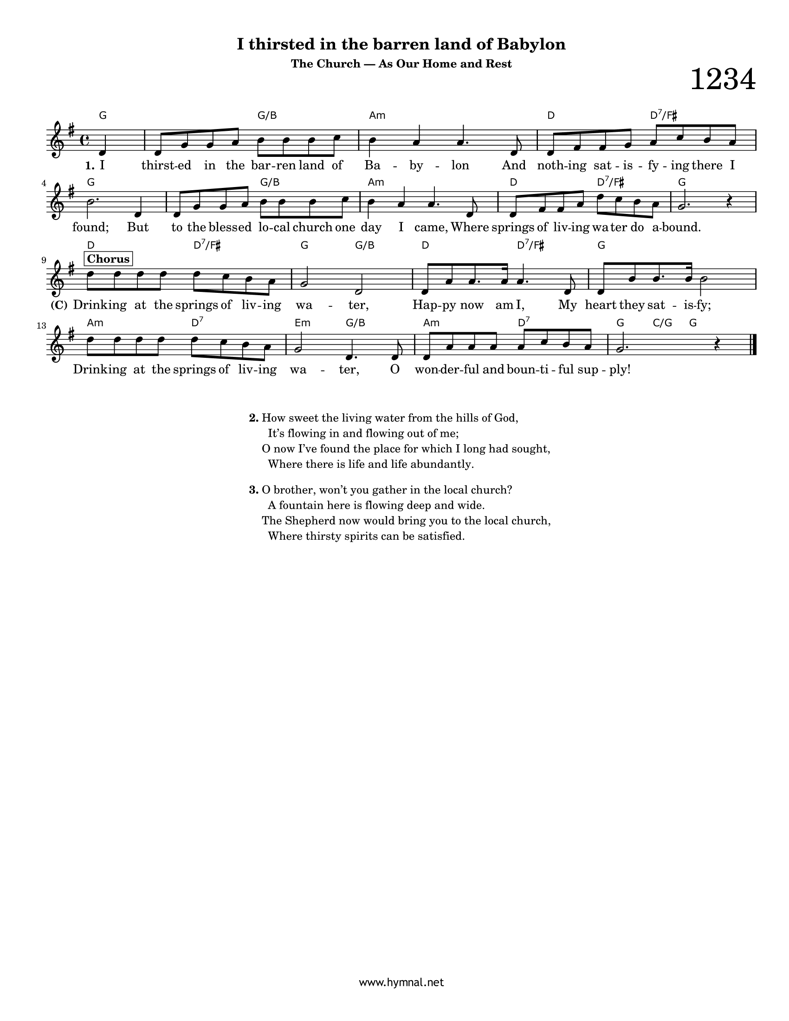 I thirsted in the barren land of Babylon
The Church — As Our Home and Rest
1234
G G/B Am D D7/F♯
1. I thirst-ed in the bar-ren land of Ba - by - lon And noth-ing sat - is - fy - ing there I
4 G G/B Am D D7/F♯ G
found; But to the blessed lo-cal church one day I came, Where springs of liv-ing wa ter do a-bound.
D D7/F♯ G G/B D D7/F♯ G
9 Chorus
(C) Drinking at the springs of liv-ing wa - ter, Hap-py now am I, My heart they sat - is-fy;
13 Am D7 Em G/B Am D7 G C/G G
Drinking at the springs of liv-ing wa - ter, O won-der-ful and boun-ti - ful sup - ply!
2. How sweet the living water from the hills of God,
It's flowing in and flowing out of me;
O now I've found the place for which I long had sought,
Where there is life and life abundantly.
3. O brother, won't you gather in the local church?
A fountain here is flowing deep and wide.
The Shepherd now would bring you to the local church,
Where thirsty spirits can be satisfied.
www.hymnal.net